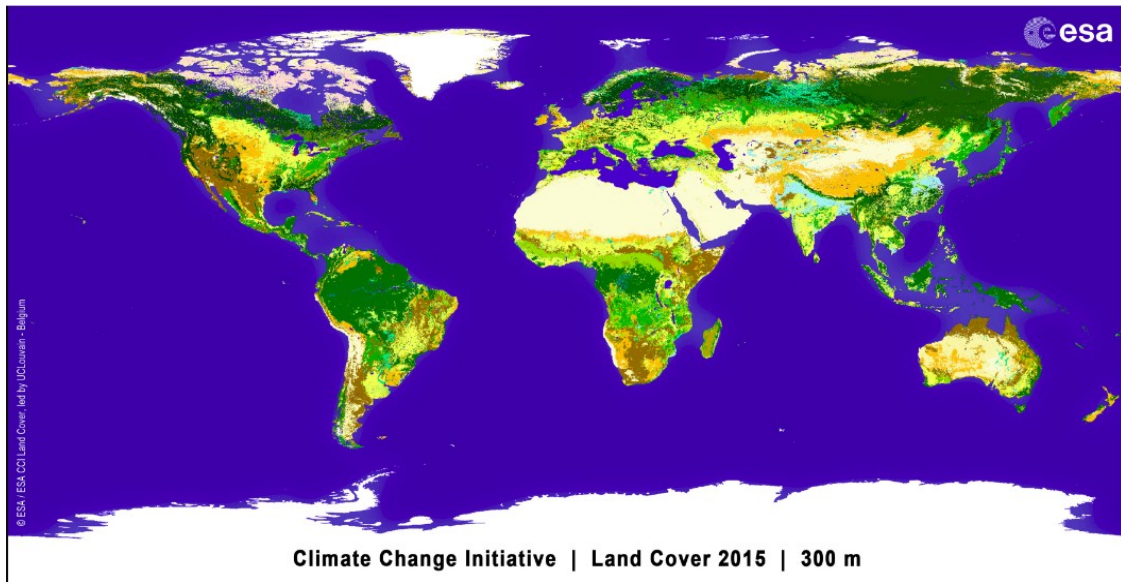 esa
© ESA / ESA CCI Land Cover, led by UCLouvain - Belgium
Climate Change Initiative | Land Cover 2015 | 300 m